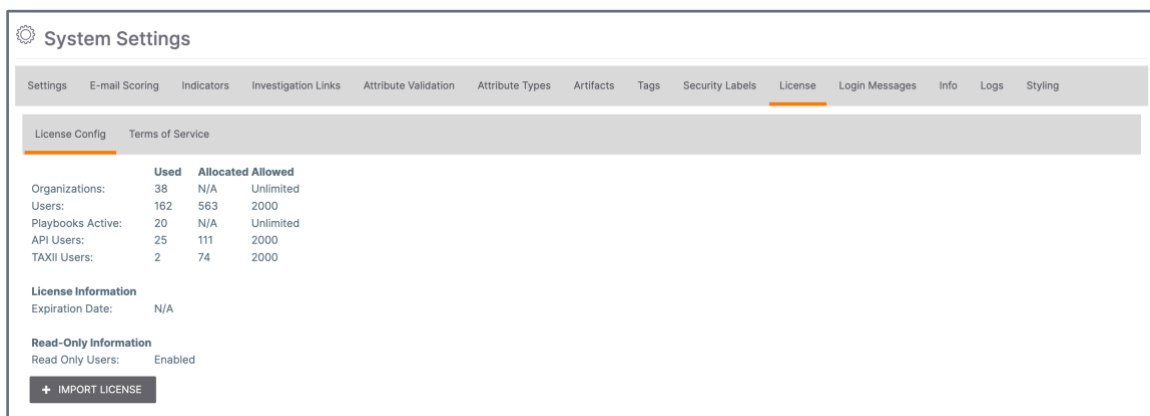 System Settings
Settings E-mail Scoring Indicators Investigation Links Attribute Validation Attribute Types Artifacts Tags Security Labels License Login Messages Info Logs Styling
License Config Terms of Service
Used Allocated Allowed
Organizations: 38 N/A Unlimited
Users: 162 563 2000
Playbooks Active: 20 N/A Unlimited
API Users: 25 111 2000
TAXII Users: 2 74 2000
License Information
Expiration Date: N/A
Read-Only Information
Read Only Users: Enabled
+ IMPORT LICENSE